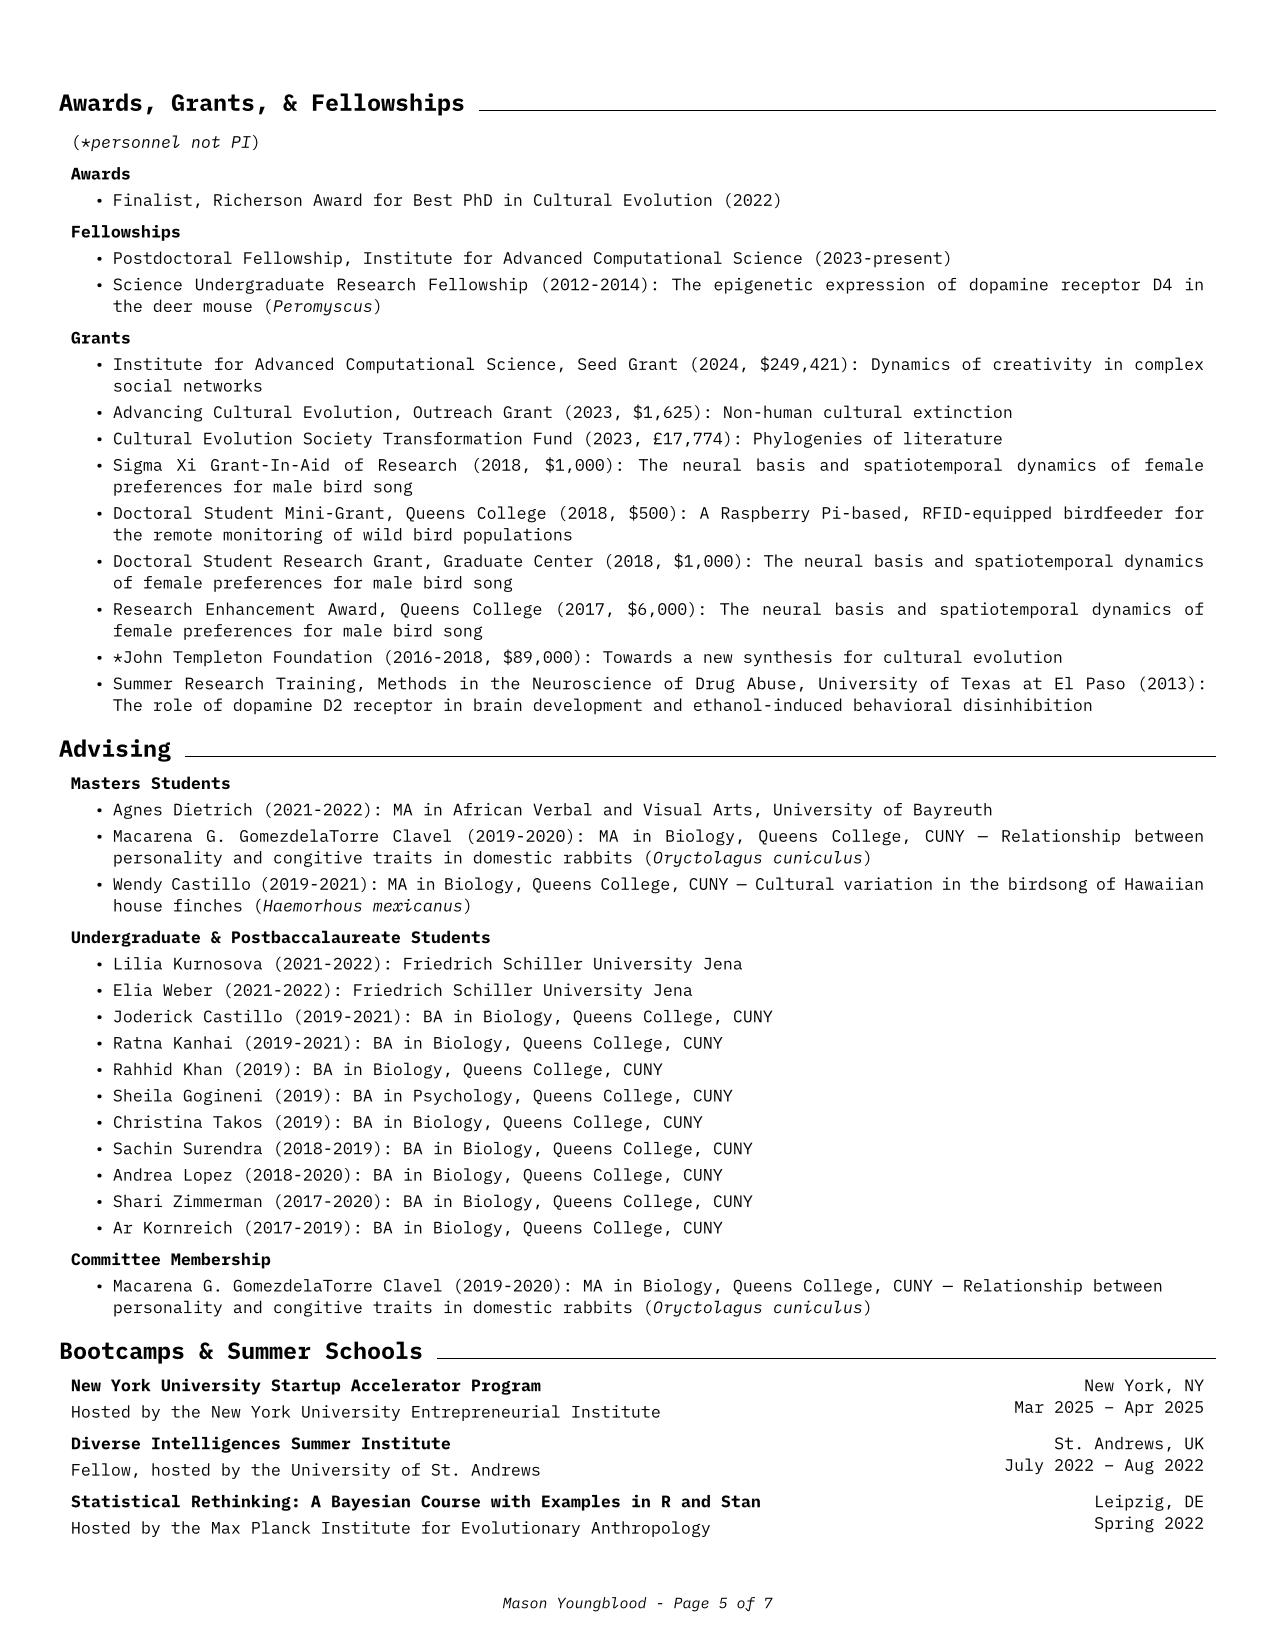 Awards, Grants, & Fellowships
(*personnel not PI)
Awards
• Finalist, Richerson Award for Best PhD in Cultural Evolution (2022)
Fellowships
• Postdoctoral Fellowship, Institute for Advanced Computational Science (2023-present)
• Science Undergraduate Research Fellowship (2012-2014): The epigenetic expression of dopamine receptor D4 in
the deer mouse (Peromyscus)
Grants
• Institute for Advanced Computational Science, Seed Grant (2024, $249,421): Dynamics of creativity in complex
social networks
• Advancing Cultural Evolution, Outreach Grant (2023, $1,625): Non-human cultural extinction
• Cultural Evolution Society Transformation Fund (2023, £17,774): Phylogenies of literature
• Sigma Xi Grant-In-Aid of Research (2018, $1,000): The neural basis and spatiotemporal dynamics of female
preferences for male bird song
• Doctoral Student Mini-Grant, Queens College (2018, $500): A Raspberry Pi-based, RFID-equipped birdfeeder for
the remote monitoring of wild bird populations
• Doctoral Student Research Grant, Graduate Center (2018, $1,000): The neural basis and spatiotemporal dynamics
of female preferences for male bird song
• Research Enhancement Award, Queens College (2017, $6,000): The neural basis and spatiotemporal dynamics of
female preferences for male bird song
• *John Templeton Foundation (2016-2018, $89,000): Towards a new synthesis for cultural evolution
• Summer Research Training, Methods in the Neuroscience of Drug Abuse, University of Texas at El Paso (2013):
The role of dopamine D2 receptor in brain development and ethanol-induced behavioral disinhibition
Advising
Masters Students
• Agnes Dietrich (2021-2022): MA in African Verbal and Visual Arts, University of Bayreuth
• Macarena G. GomezdelaTorre Clavel (2019-2020): MA in Biology, Queens College, CUNY — Relationship between
personality and congitive traits in domestic rabbits (Oryctolagus cuniculus)
• Wendy Castillo (2019-2021): MA in Biology, Queens College, CUNY — Cultural variation in the birdsong of Hawaiian
house finches (Haemorhous mexicanus)
Undergraduate & Postbaccalaureate Students
• Lilia Kurnosova (2021-2022): Friedrich Schiller University Jena
• Elia Weber (2021-2022): Friedrich Schiller University Jena
• Joderick Castillo (2019-2021): BA in Biology, Queens College, CUNY
• Ratna Kanhai (2019-2021): BA in Biology, Queens College, CUNY
• Rahhid Khan (2019): BA in Biology, Queens College, CUNY
• Sheila Gogineni (2019): BA in Psychology, Queens College, CUNY
• Christina Takos (2019): BA in Biology, Queens College, CUNY
• Sachin Surendra (2018-2019): BA in Biology, Queens College, CUNY
• Andrea Lopez (2018-2020): BA in Biology, Queens College, CUNY
• Shari Zimmerman (2017-2020): BA in Biology, Queens College, CUNY
• Ar Kornreich (2017-2019): BA in Biology, Queens College, CUNY
Committee Membership
• Macarena G. GomezdelaTorre Clavel (2019-2020): MA in Biology, Queens College, CUNY — Relationship between
personality and congitive traits in domestic rabbits (Oryctolagus cuniculus)
Bootcamps & Summer Schools
New York University Startup Accelerator Program
New York, NY
Hosted by the New York University Entrepreneurial Institute
Mar 2025 – Apr 2025
Diverse Intelligences Summer Institute
St. Andrews, UK
Fellow, hosted by the University of St. Andrews
July 2022 – Aug 2022
Statistical Rethinking: A Bayesian Course with Examples in R and Stan
Leipzig, DE
Hosted by the Max Planck Institute for Evolutionary Anthropology
Spring 2022
Mason Youngblood - Page 5 of 7